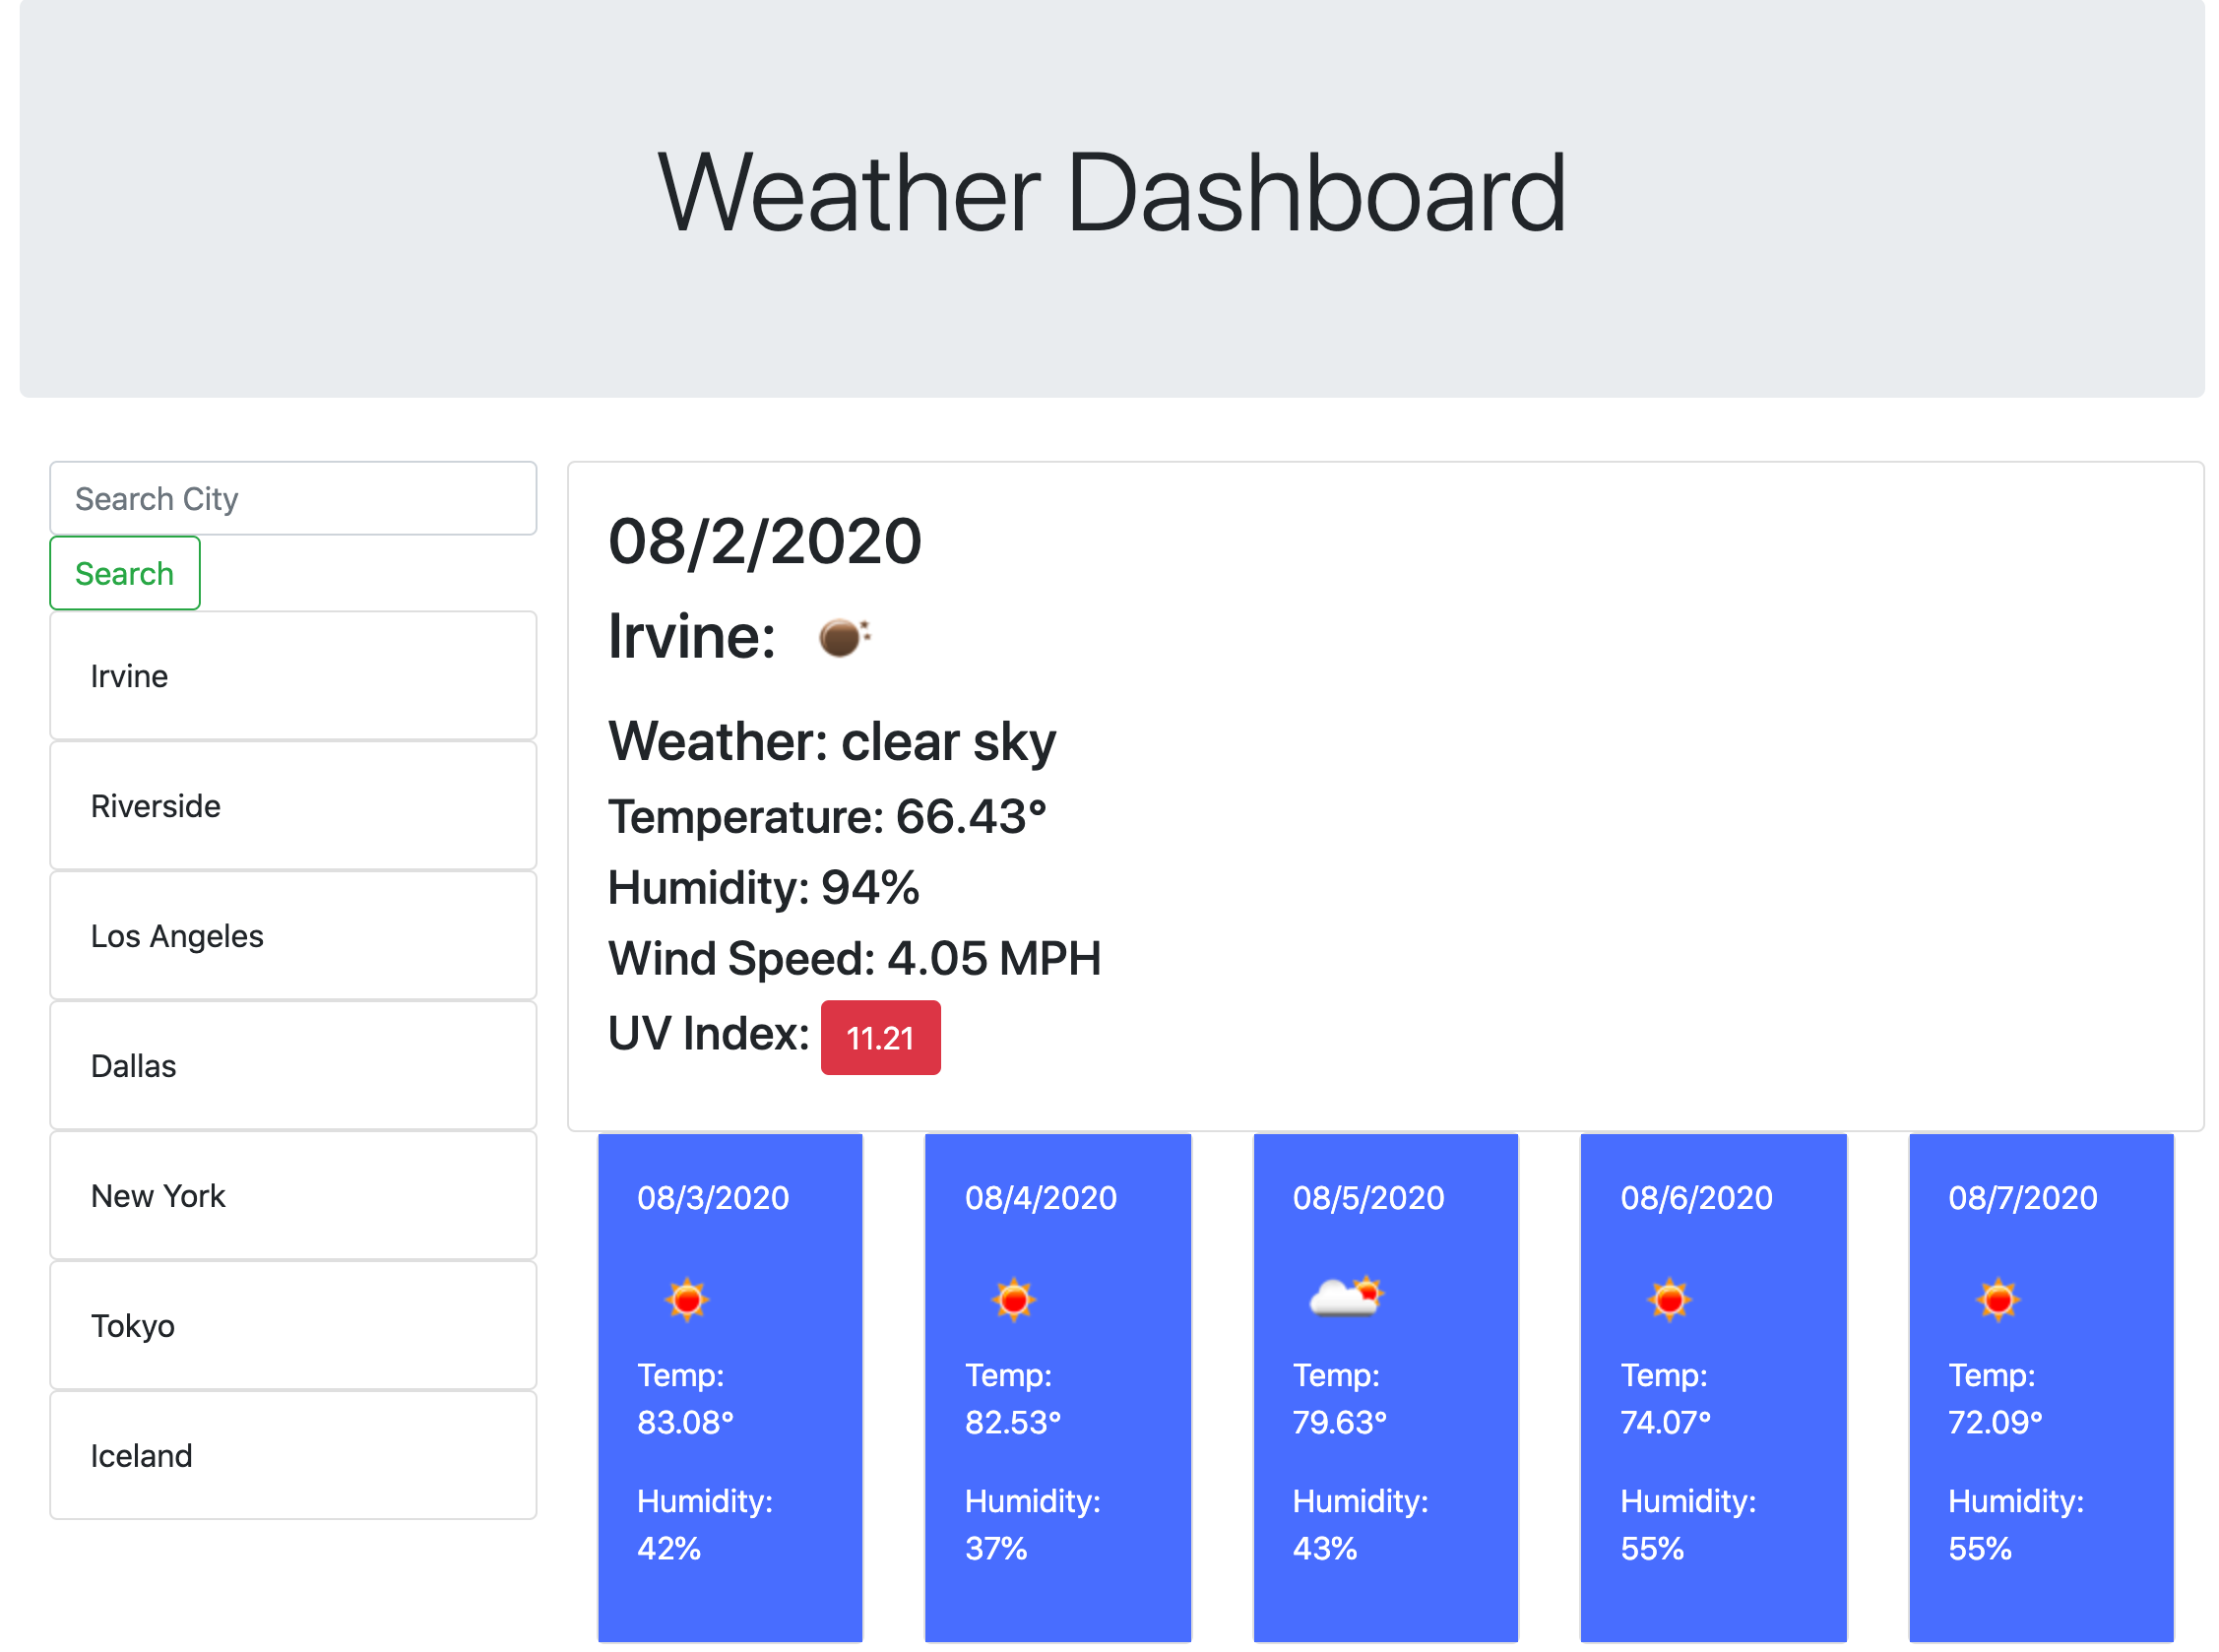 Weather Dashboard
Search City
Search
Irvine
Riverside
Los Angeles
Dallas
New York
Tokyo
Iceland
08/2/2020
Irvine:
Weather: clear sky
Temperature: 66.43°
Humidity: 94%
Wind Speed: 4.05 MPH
UV Index: 11.21
08/3/2020
Temp:
83.08°
Humidity:
42%
08/4/2020
Temp:
82.53°
Humidity:
37%
08/5/2020
Temp:
79.63°
Humidity:
43%
08/6/2020
Temp:
74.07°
Humidity:
55%
08/7/2020
Temp:
72.09°
Humidity:
55%